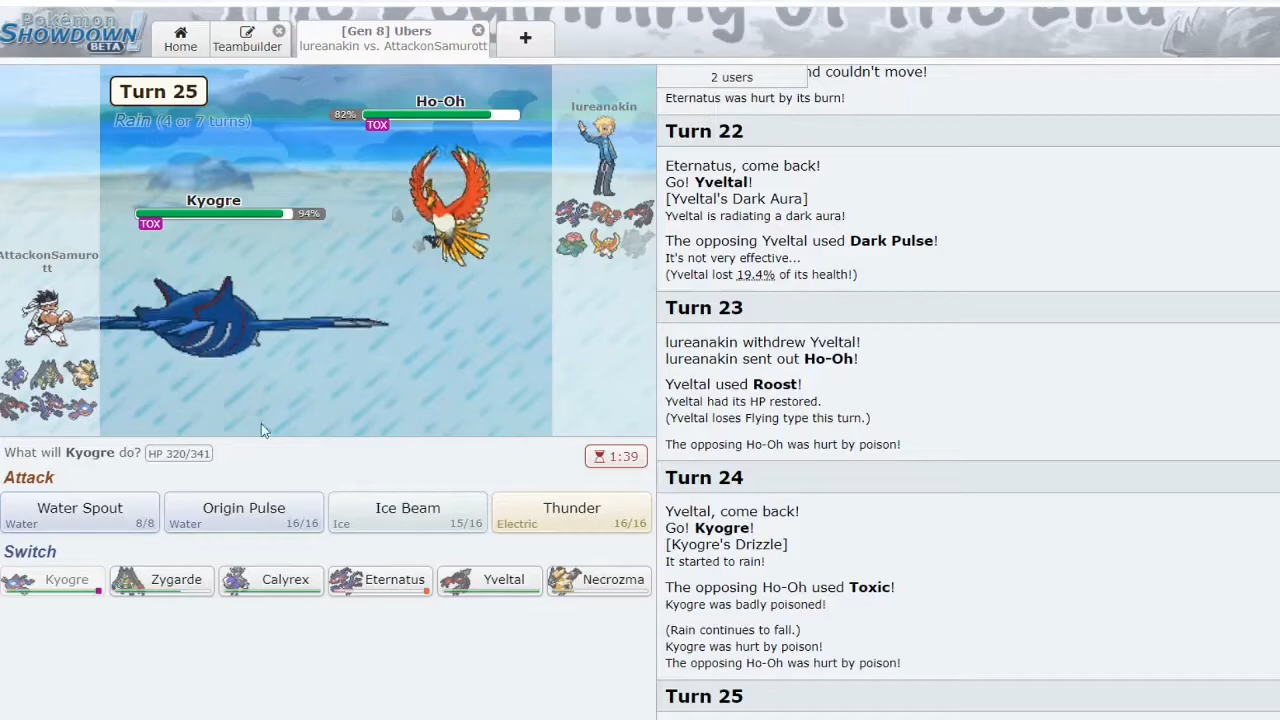 The Beginning Of The End
Pokémon
SHOWDOWN
BETA
Home
Teambuilder
[Gen 8] Ubers
lureanakin vs. AttackonSamurott
+
Turn 25
Rain (4 or 7 turns)
Ho-Oh
82%
TOX
Kyogre
94%
TOX
lureanakin
AttackonSamuro
tt
What will Kyogre do? HP 320/341
1:39
Attack
Water Spout
Water 8/8
Origin Pulse
Water 16/16
Ice Beam
Ice 15/16
Thunder
Electric 16/16
Switch
Kyogre
Zygarde
Calyrex
Eternatus
Yveltal
Necrozma
2 users
nd couldn't move!
Eternatus was hurt by its burn!
Turn 22
Eternatus, come back!
Go! Yveltal!
[Yveltal's Dark Aura]
Yveltal is radiating a dark aura!
The opposing Yveltal used Dark Pulse!
It's not very effective...
(Yveltal lost 19.4% of its health!)
Turn 23
lureanakin withdrew Yveltal!
lureanakin sent out Ho-Oh!
Yveltal used Roost!
Yveltal had its HP restored.
(Yveltal loses Flying type this turn.)
The opposing Ho-Oh was hurt by poison!
Turn 24
Yveltal, come back!
Go! Kyogre!
[Kyogre's Drizzle]
It started to rain!
The opposing Ho-Oh used Toxic!
Kyogre was badly poisoned!
(Rain continues to fall.)
Kyogre was hurt by poison!
The opposing Ho-Oh was hurt by poison!
Turn 25